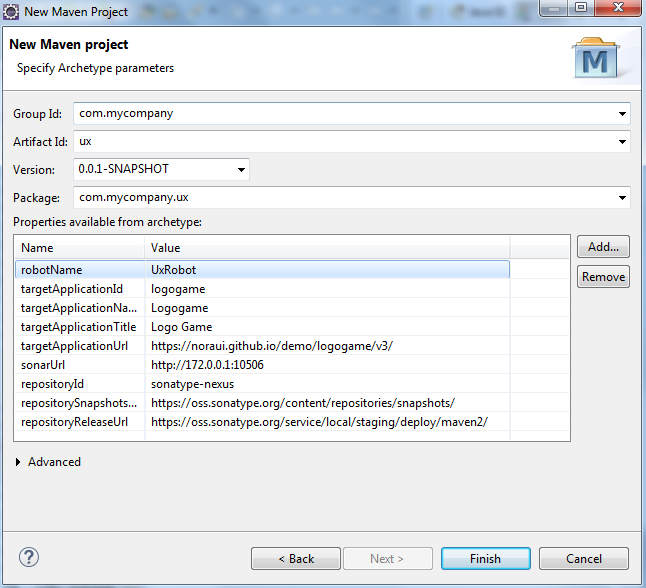 New Maven Project
New Maven project
Specify Archetype parameters
M
Group Id: com.mycompany
Artifact Id: ux
Version: 0.0.1-SNAPSHOT
Package: com.mycompany.ux
Properties available from archetype:
Name Value
robotName UxRobot
targetApplicationId logogame
targetApplicationNa... Logogame
targetApplicationTitle Logo Game
targetApplicationUrl https://noraui.github.io/demo/logogame/v3/
sonarUrl http://172.0.0.1:10506
repositoryId sonatype-nexus
repositorySnapshots... https://oss.sonatype.org/content/repositories/snapshots/
repositoryReleaseUrl https://oss.sonatype.org/service/local/staging/deploy/maven2/
Add...
Remove
Advanced
?
< Back Next > Finish Cancel